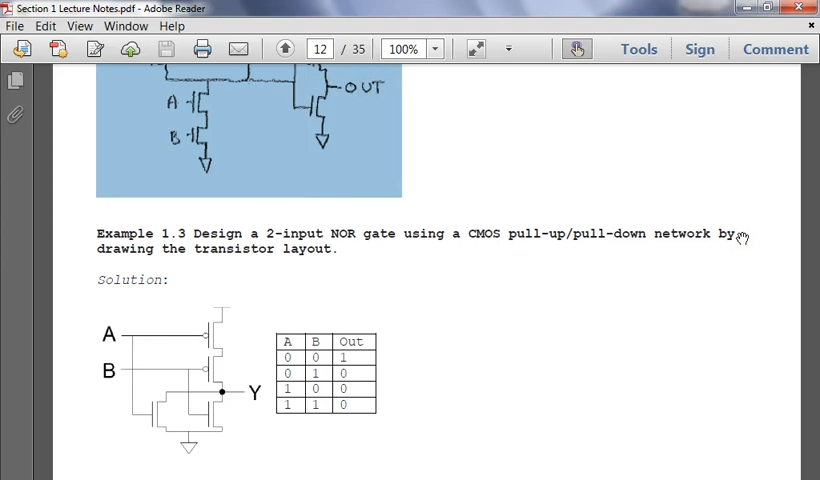 Section 1 Lecture Notes.pdf - Adobe Reader
File Edit View Window Help
12 / 35 100% Tools Sign Comment
A
OUT
B
Example 1.3 Design a 2-input NOR gate using a CMOS pull-up/pull-down network by
drawing the transistor layout.
Solution:
A
B
Y
A B Out
0 0 1
0 1 0
1 0 0
1 1 0